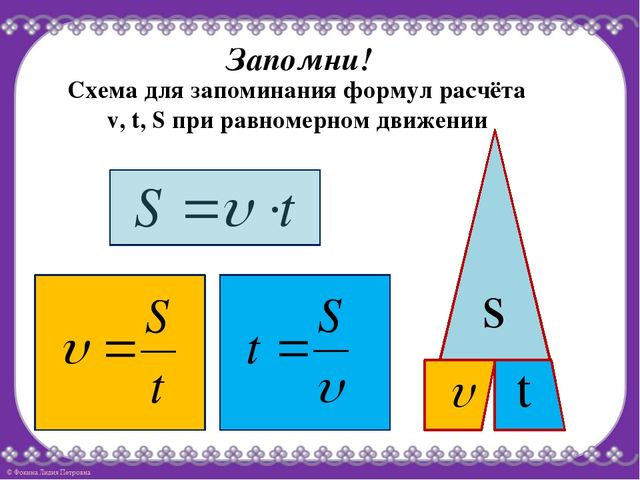 Запомни!
Схема для запоминания формул расчёта
v, t, S при равномерном движении
S = υ · t
υ = S / t
t = S / υ
S
υ t
© Фокина Лидия Петровна